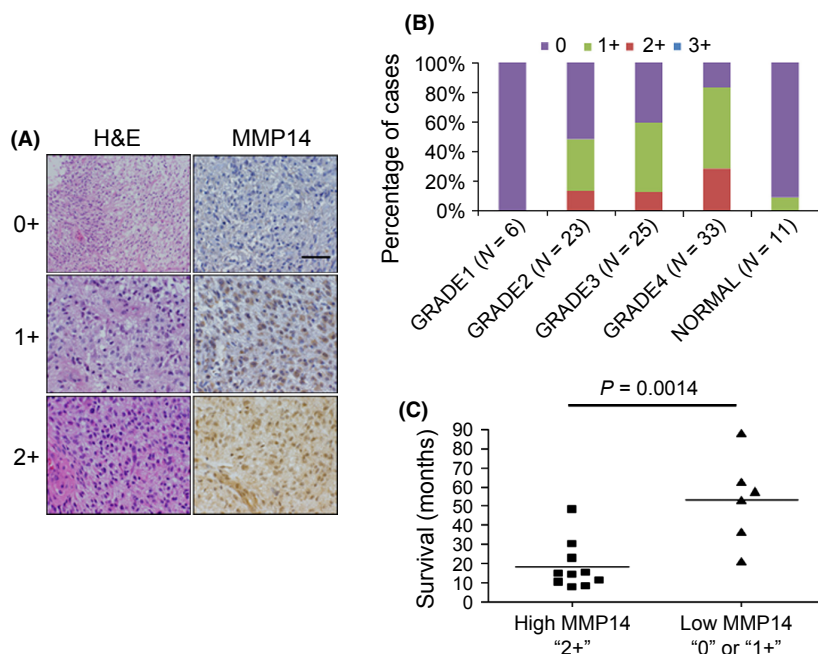 (A)
H&E MMP14
0+
1+
2+
(B)
0 1+ 2+ 3+
Percentage of cases
100%
80%
60%
40%
20%
0%
GRADE1 (N = 6)
GRADE2 (N = 23)
GRADE3 (N = 25)
GRADE4 (N = 33)
NORMAL (N = 11)
(C)
P = 0.0014
Survival (months)
90
80
70
60
50
40
30
20
10
0
High MMP14 Low MMP14
“2+” “0” or “1+”